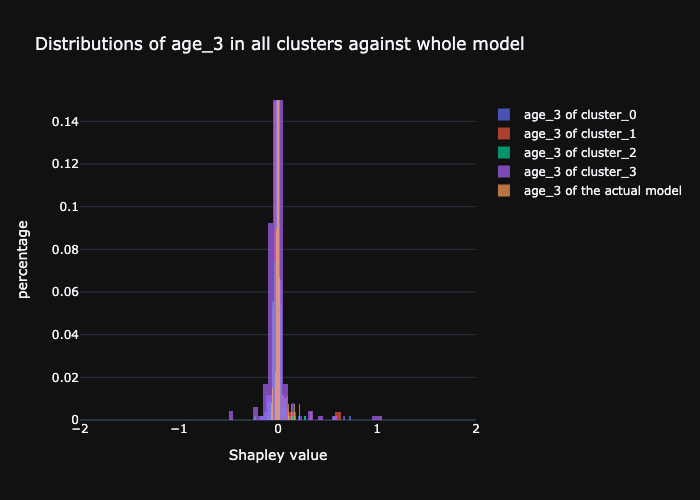 Distributions of age_3 in all clusters against whole model
age_3 of cluster_0
age_3 of cluster_1
age_3 of cluster_2
age_3 of cluster_3
age_3 of the actual model
percentage
0.14
0.12
0.1
0.08
0.06
0.04
0.02
0
−2
−1
0
1
2
Shapley value